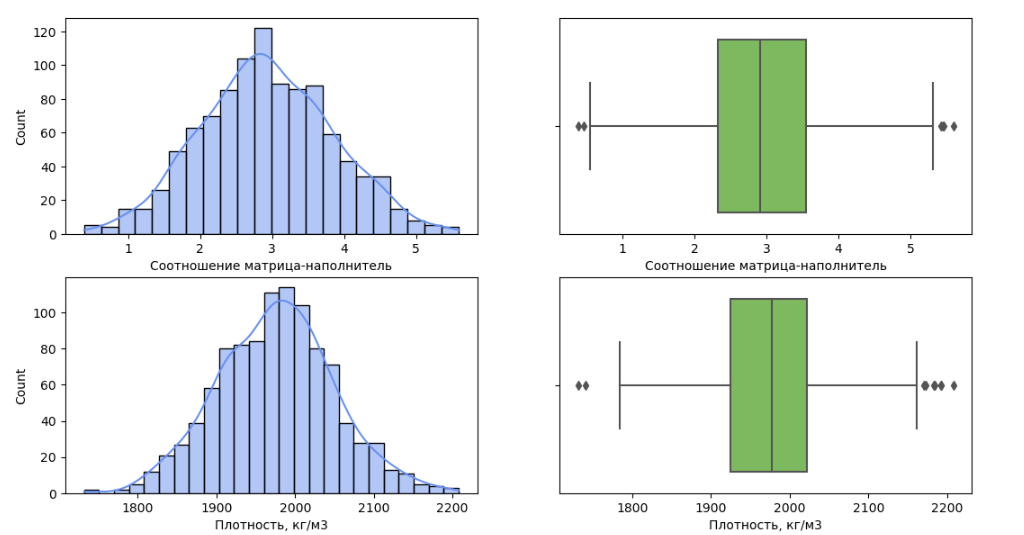 120
100
80
60
40
20
0
Count
1 2 3 4 5
Соотношение матрица-наполнитель
1 2 3 4 5
Соотношение матрица-наполнитель
100
80
60
40
20
0
Count
1800 1900 2000 2100 2200
Плотность, кг/м3
1800 1900 2000 2100 2200
Плотность, кг/м3